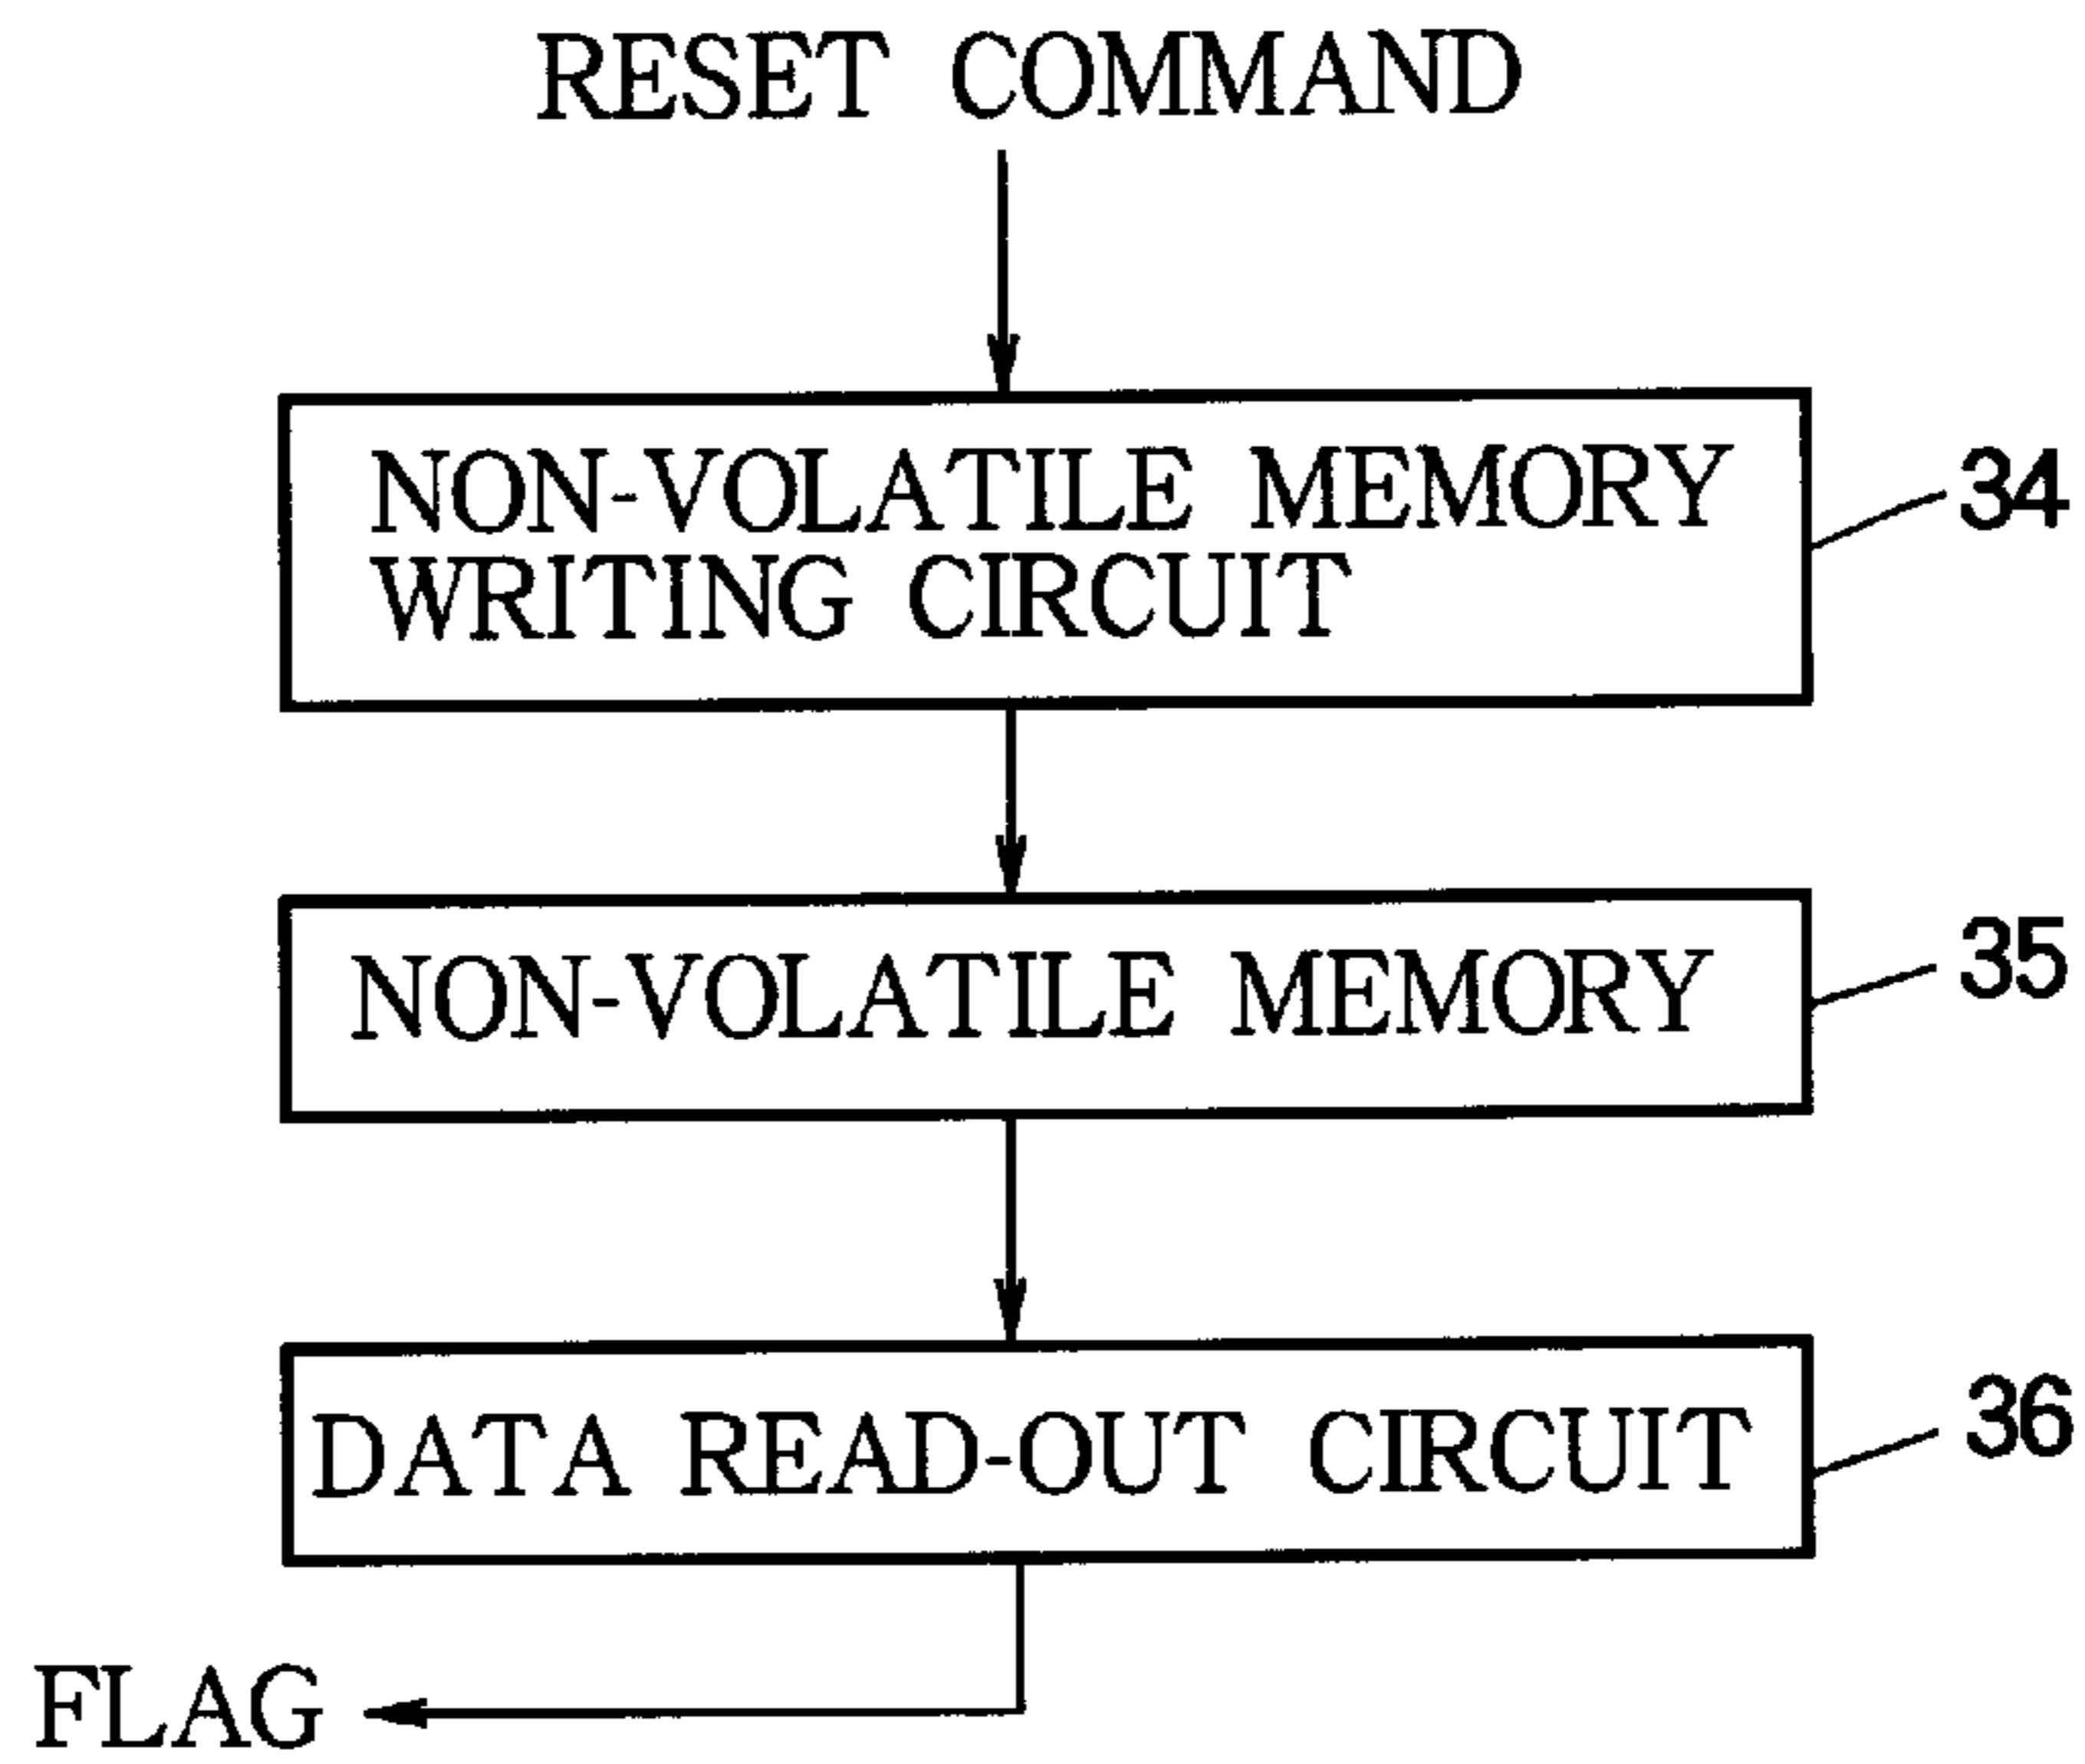 RESET COMMAND
NON-VOLATILE MEMORY
WRITING CIRCUIT
34
NON-VOLATILE MEMORY
35
DATA READ-OUT CIRCUIT
36
FLAG